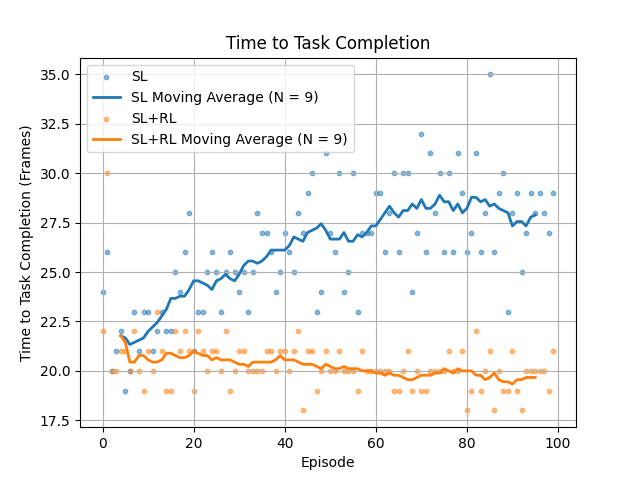 Time to Task Completion
SL
SL Moving Average (N = 9)
SL+RL
SL+RL Moving Average (N = 9)
Time to Task Completion (Frames)
35.0
32.5
30.0
27.5
25.0
22.5
20.0
17.5
0 20 40 60 80 100
Episode